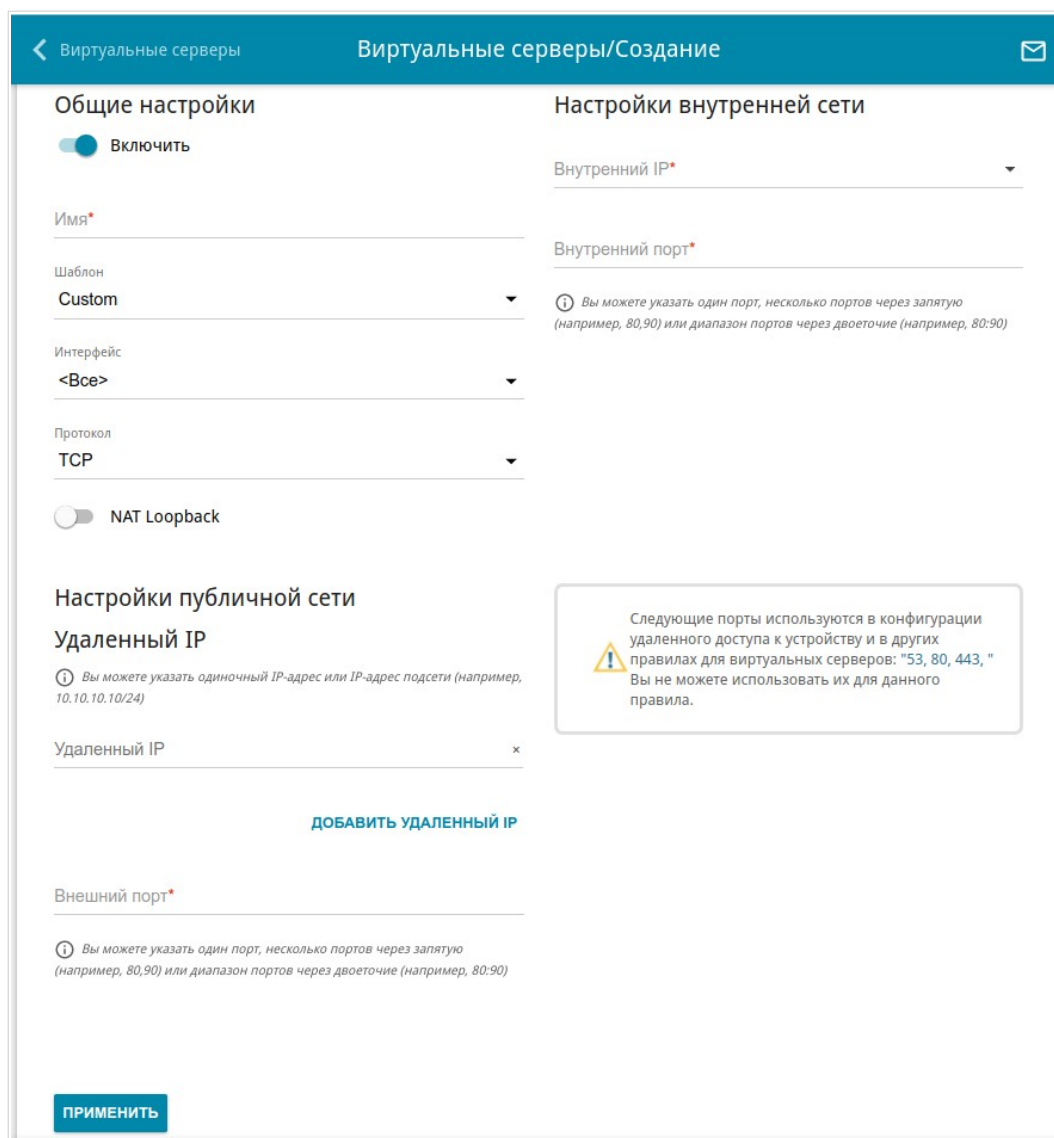 Виртуальные серверы
Виртуальные серверы/Создание
Общие настройки
Включить
Имя*
Шаблон
Custom
Интерфейс
<Все>
Протокол
TCP
NAT Loopback
Настройки внутренней сети
Внутренний IP*
Внутренний порт*
Вы можете указать один порт, несколько портов через запятую
(например, 80,90) или диапазон портов через двоеточие (например, 80:90)
Настройки публичной сети
Удаленный IP
Вы можете указать одиночный IP-адрес или IP-адрес подсети (например,
10.10.10.10/24)
Удаленный IP
×
ДОБАВИТЬ УДАЛЕННЫЙ IP
Внешний порт*
Вы можете указать один порт, несколько портов через запятую
(например, 80,90) или диапазон портов через двоеточие (например, 80:90)
Следующие порты используются в конфигурации
удаленного доступа к устройству и в других
правилах для виртуальных серверов: "53, 80, 443, "
Вы не можете использовать их для данного
правила.
ПРИМЕНИТЬ